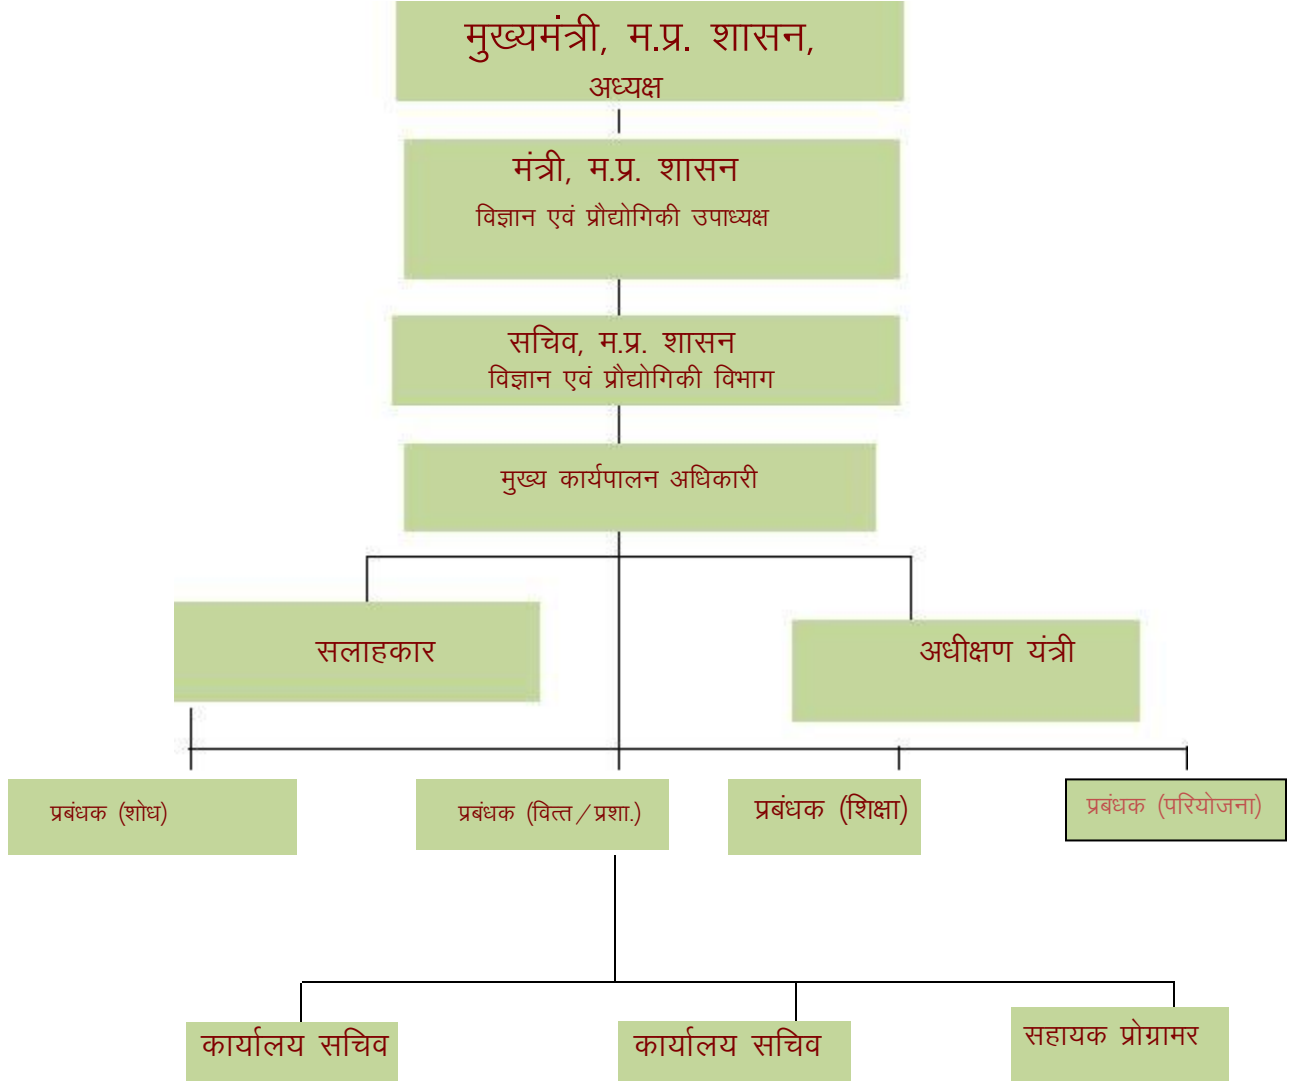 मुख्यमंत्री, म.प्र. शासन,
अध्यक्ष
मंत्री, म.प्र. शासन
विज्ञान एवं प्रौद्योगिकी उपाध्यक्ष
सचिव, म.प्र. शासन
विज्ञान एवं प्रौद्योगिकी विभाग
मुख्य कार्यपालन अधिकारी
सलाहकार
अधीक्षण यंत्री
प्रबंधक (शोध)
प्रबंधक (वित्त/प्रशा.)
प्रबंधक (शिक्षा)
प्रबंधक (परियोजना)
कार्यालय सचिव
कार्यालय सचिव
सहायक प्रोग्रामर